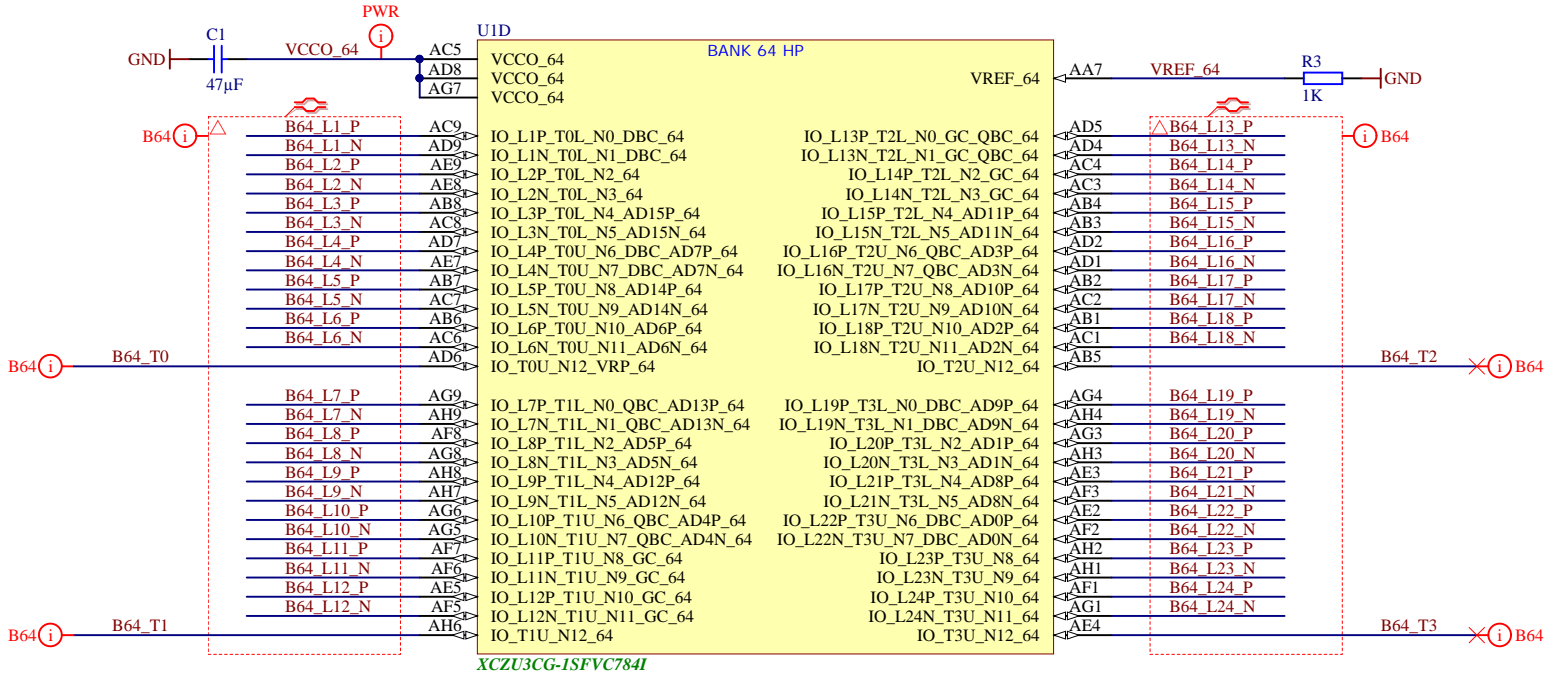 PWR
U1D
C1
BANK 64 HP
GND VCCO_64 AC5 VCCO_64
47µF
AD8 VCCO_64
AG7 VCCO_64
VREF_64 AA7 VREF_64 R3 GND
1K
B64 B64_L1_P AC9 IO_L1P_T0L_N0_DBC_64 IO_L13P_T2L_N0_GC_QBC_64 AD5 B64_L13_P B64
B64_L1_N AD9 IO_L1N_T0L_N1_DBC_64 IO_L13N_T2L_N1_GC_QBC_64 AD4 B64_L13_N
B64_L2_P AE9 IO_L2P_T0L_N2_64 IO_L14P_T2L_N2_GC_64 AC4 B64_L14_P
B64_L2_N AE8 IO_L2N_T0L_N3_64 IO_L14N_T2L_N3_GC_64 AC3 B64_L14_N
B64_L3_P AB8 IO_L3P_T0L_N4_AD15P_64 IO_L15P_T2L_N4_AD11P_64 AB4 B64_L15_P
B64_L3_N AC8 IO_L3N_T0L_N5_AD15N_64 IO_L15N_T2L_N5_AD11N_64 AB3 B64_L15_N
B64_L4_P AD7 IO_L4P_T0U_N6_DBC_AD7P_64 IO_L16P_T2U_N6_QBC_AD3P_64 AD2 B64_L16_P
B64_L4_N AE7 IO_L4N_T0U_N7_DBC_AD7N_64 IO_L16N_T2U_N7_QBC_AD3N_64 AD1 B64_L16_N
B64_L5_P AB7 IO_L5P_T0U_N8_AD14P_64 IO_L17P_T2U_N8_AD10P_64 AB2 B64_L17_P
B64_L5_N AC7 IO_L5N_T0U_N9_AD14N_64 IO_L17N_T2U_N9_AD10N_64 AC2 B64_L17_N
B64_L6_P AB6 IO_L6P_T0U_N10_AD6P_64 IO_L18P_T2U_N10_AD2P_64 AB1 B64_L18_P
B64_L6_N AC6 IO_L6N_T0U_N11_AD6N_64 IO_L18N_T2U_N11_AD2N_64 AC1 B64_L18_N
B64 B64_T0 AD6 IO_T0U_N12_VRP_64 IO_T2U_N12_64 AB5 B64_T2 B64
B64_L7_P AG9 IO_L7P_T1L_N0_QBC_AD13P_64 IO_L19P_T3L_N0_DBC_AD9P_64 AG4 B64_L19_P
B64_L7_N AH9 IO_L7N_T1L_N1_QBC_AD13N_64 IO_L19N_T3L_N1_DBC_AD9N_64 AH4 B64_L19_N
B64_L8_P AF8 IO_L8P_T1L_N2_AD5P_64 IO_L20P_T3L_N2_AD1P_64 AG3 B64_L20_P
B64_L8_N AG8 IO_L8N_T1L_N3_AD5N_64 IO_L20N_T3L_N3_AD1N_64 AH3 B64_L20_N
B64_L9_P AH8 IO_L9P_T1L_N4_AD12P_64 IO_L21P_T3L_N4_AD8P_64 AE3 B64_L21_P
B64_L9_N AH7 IO_L9N_T1L_N5_AD12N_64 IO_L21N_T3L_N5_AD8N_64 AF3 B64_L21_N
B64_L10_P AG6 IO_L10P_T1U_N6_QBC_AD4P_64 IO_L22P_T3U_N6_DBC_AD0P_64 AE2 B64_L22_P
B64_L10_N AG5 IO_L10N_T1U_N7_QBC_AD4N_64 IO_L22N_T3U_N7_DBC_AD0N_64 AF2 B64_L22_N
B64_L11_P AF7 IO_L11P_T1U_N8_GC_64 IO_L23P_T3U_N8_64 AH2 B64_L23_P
B64_L11_N AF6 IO_L11N_T1U_N9_GC_64 IO_L23N_T3U_N9_64 AH1 B64_L23_N
B64_L12_P AE5 IO_L12P_T1U_N10_GC_64 IO_L24P_T3U_N10_64 AF1 B64_L24_P
B64_L12_N AF5 IO_L12N_T1U_N11_GC_64 IO_L24N_T3U_N11_64 AG1 B64_L24_N
B64 B64_T1 AH6 IO_T1U_N12_64 IO_T3U_N12_64 AE4 B64_T3 B64
XCZU3CG-1SFVC784I